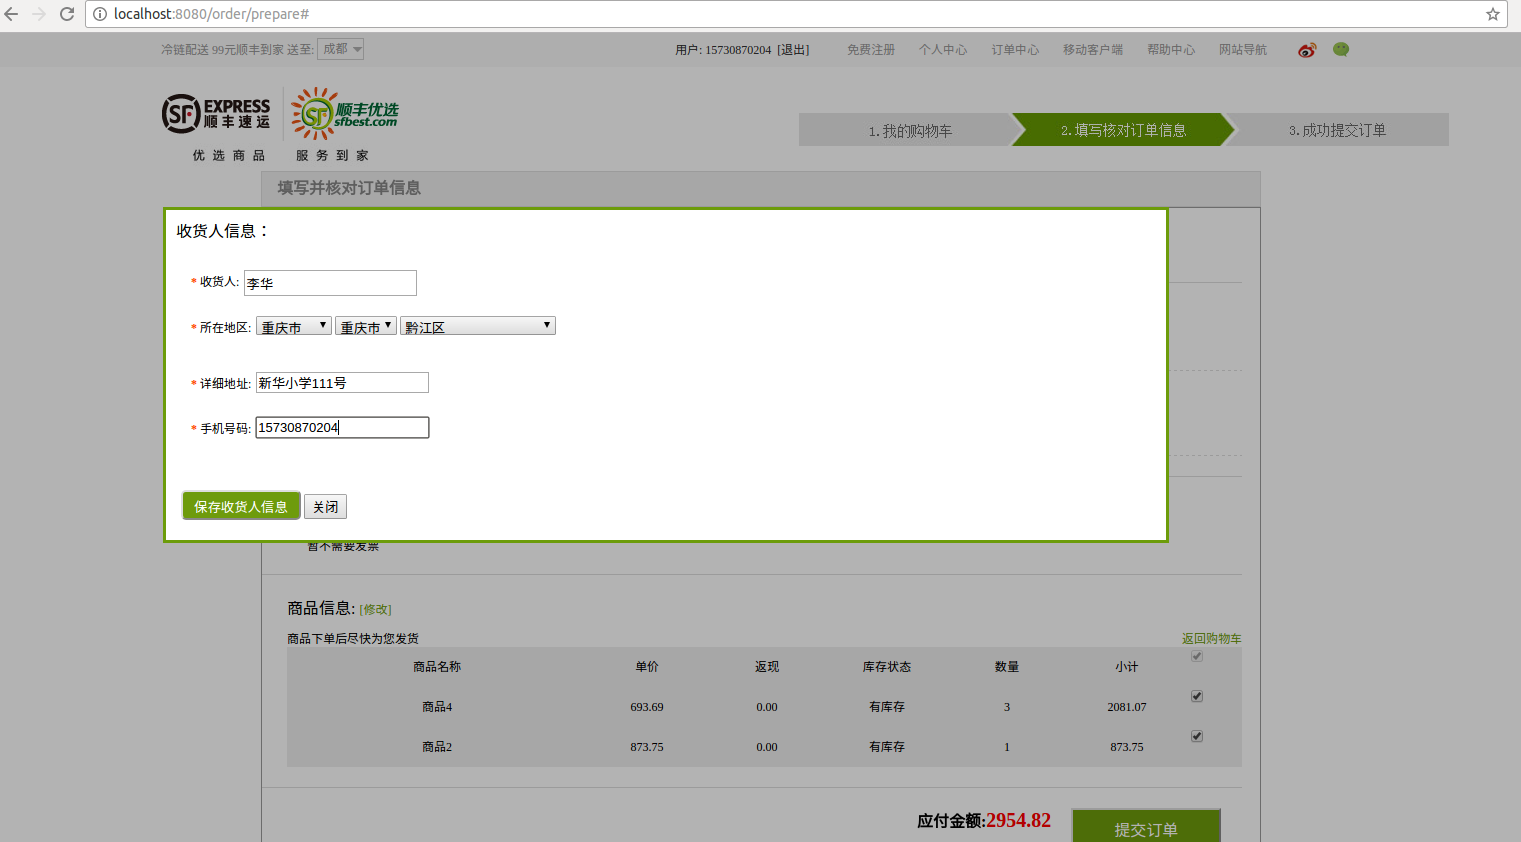 localhost:8080/order/prepare#
冷链配送 99元顺丰到家 送至: 成都
用户: 15730870204 [退出] 免费注册 个人中心 订单中心 移动客户端 帮助中心 网站导航
SF EXPRESS 顺丰速运 SF 顺丰优选 sfbest.com
优选商品 服务到家
1.我的购物车 2.填写核对订单信息 3.成功提交订单
填写并核对订单信息
收货人信息：
* 收货人: 李华
* 所在地区: 重庆市 重庆市 黔江区
* 详细地址: 新华小学111号
* 手机号码: 15730870204
保存收货人信息 关闭
暂不需要发票
商品信息: [修改]
商品下单后尽快为您发货 返回购物车
商品名称 单价 返现 库存状态 数量 小计
商品4 693.69 0.00 有库存 3 2081.07
商品2 873.75 0.00 有库存 1 873.75
应付金额:2954.82 提交订单